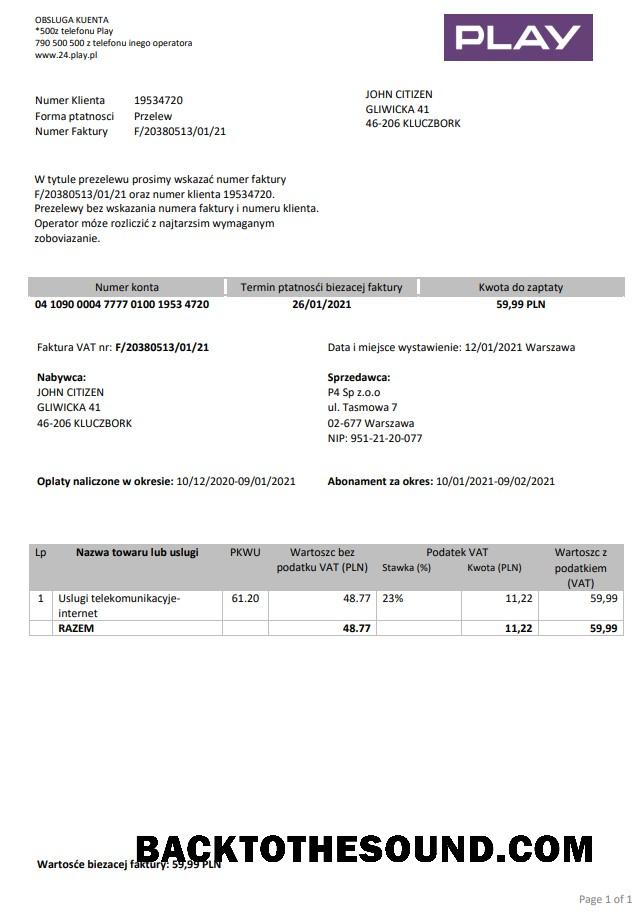 OBSLUGA KUENTA
*500z telefonu Play
790 500 500 z telefonu inego operatora
www.24.play.pl
PLAY
Numer Klienta 19534720
Forma ptatnosci Przelew
Numer Faktury F/20380513/01/21
JOHN CITIZEN
GLIWICKA 41
46-206 KLUCZBORK
W tytule prezelewu prosimy wskazać numer faktury
F/20380513/01/21 oraz numer klienta 19534720.
Prezelewy bez wskazania numera faktury i numeru klienta.
Operator móze rozliczić z najtarzsim wymaganym
zoboviazanie.
Numer konta Termin ptatnosći biezacej faktury Kwota do zaptaty
04 1090 0004 7777 0100 1953 4720 26/01/2021 59,99 PLN
Faktura VAT nr: F/20380513/01/21 Data i miejsce wystawienie: 12/01/2021 Warszawa
Nabywca:
JOHN CITIZEN
GLIWICKA 41
46-206 KLUCZBORK
Sprzedawca:
P4 Sp z.o.o
ul. Tasmowa 7
02-677 Warszawa
NIP: 951-21-20-077
Oplaty naliczone w okresie: 10/12/2020-09/01/2021 Abonament za okres: 10/01/2021-09/02/2021
Lp Nazwa towaru lub uslugi PKWU Wartoszc bez podatku VAT (PLN) Podatek VAT Stawka (%) Kwota (PLN) Wartoszc z podatkiem (VAT)
1 Uslugi telekomunikacyje-internet 61.20 48.77 23% 11,22 59,99
RAZEM 48.77 11,22 59,99
BACKTOTHESOUND.COM
Wartosće biezacej faktury: 59,99 PLN
Page 1 of 1